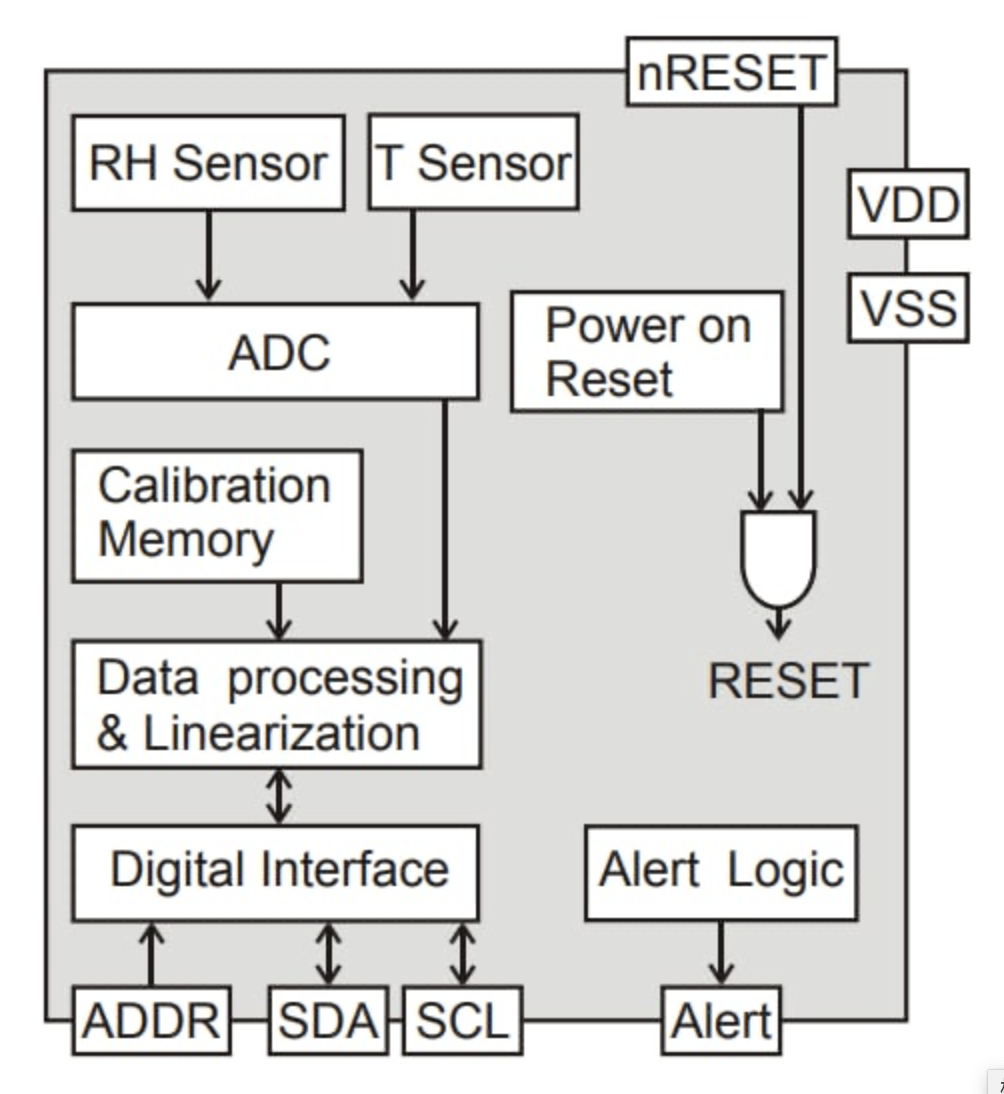 nRESET
RH Sensor
T Sensor
VDD
VSS
ADC
Power on
Reset
Calibration
Memory
Data processing
& Linearization
RESET
Digital Interface
Alert Logic
ADDR
SDA
SCL
Alert